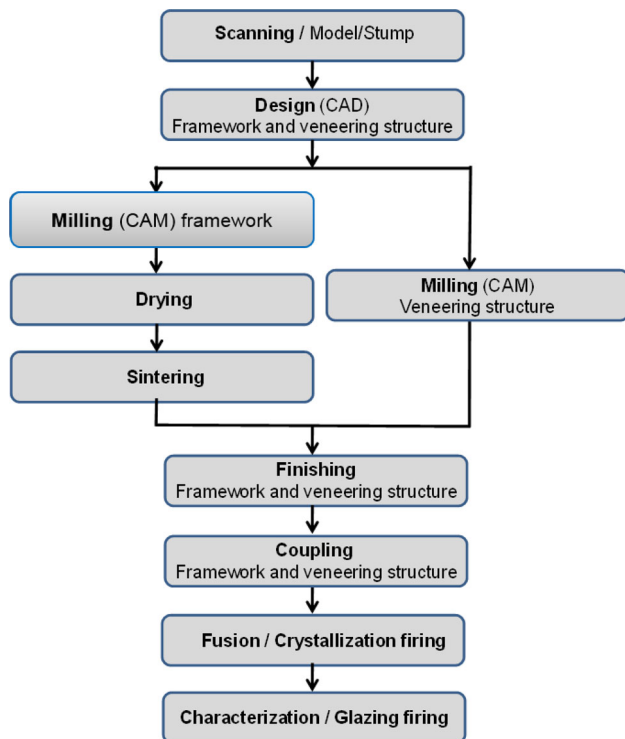 Scanning / Model/Stump
Design (CAD)
Framework and veneering structure
Milling (CAM) framework
Drying
Sintering
Milling (CAM)
Veneering structure
Finishing
Framework and veneering structure
Coupling
Framework and veneering structure
Fusion / Crystallization firing
Characterization / Glazing firing